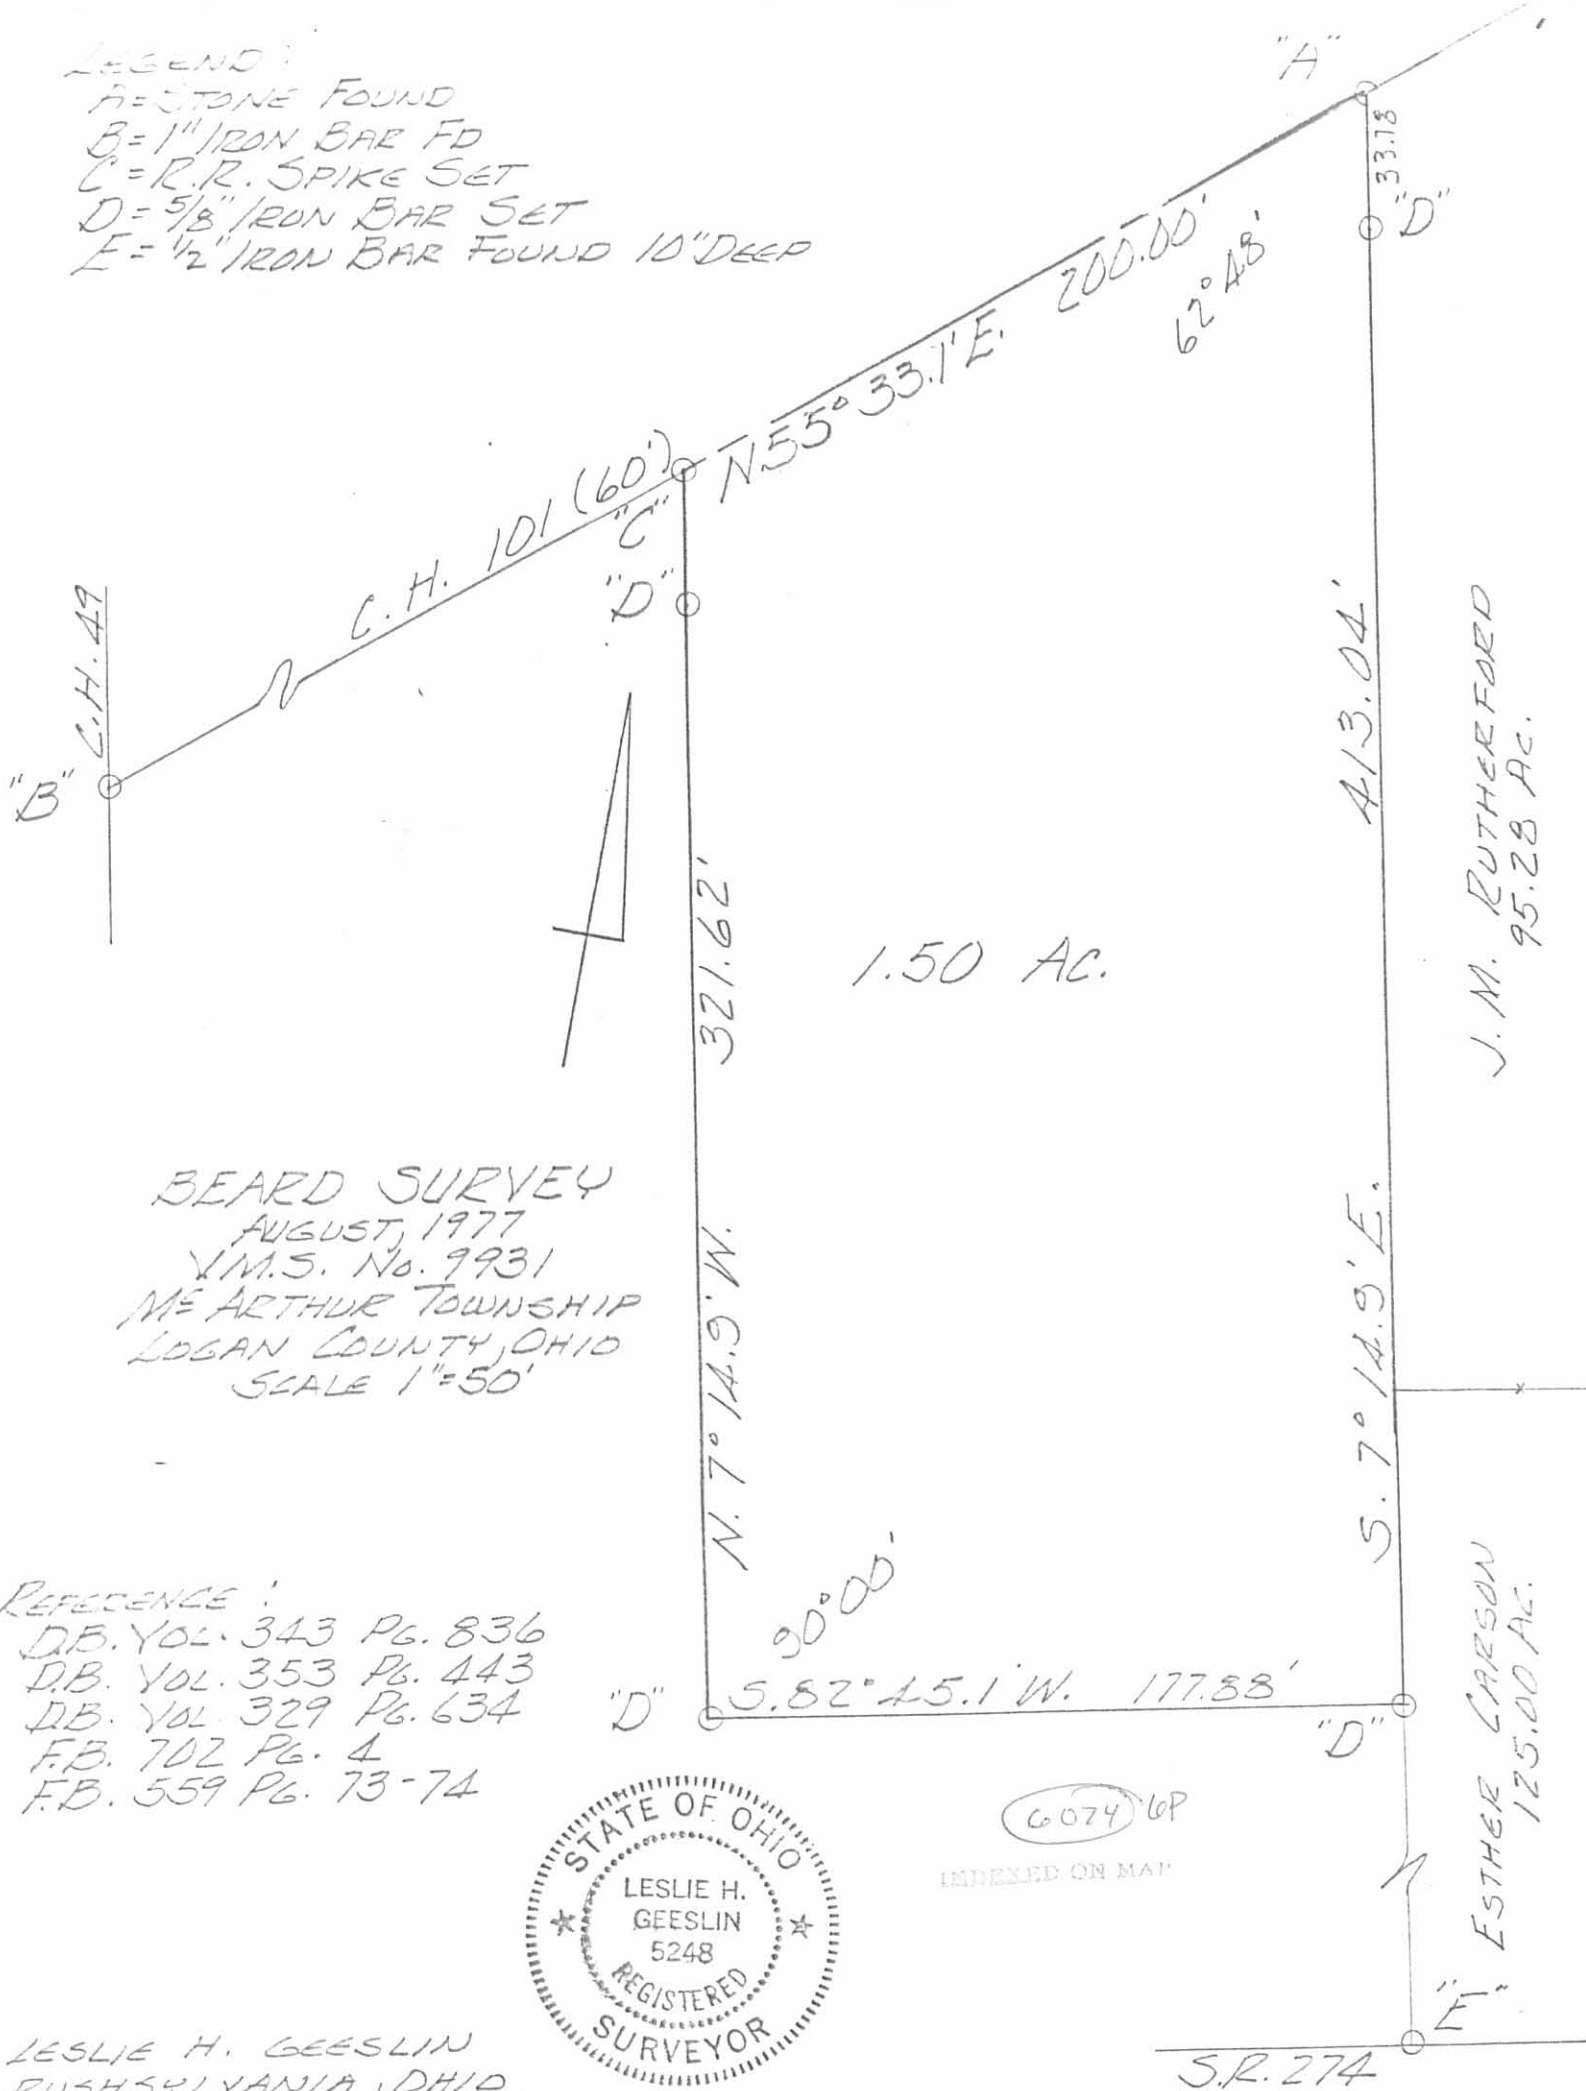 LEGEND:
A = STONE FOUND
B = 1" IRON BAR FD
C = R.R. SPIKE SET
D = 5/8" IRON BAR SET
E = 1/2" IRON BAR FOUND 10" DEEP
"A"
33.18
"D"
200.00'
62°48'
N.55°33.1'E.
C.H. 101 (60')
"C"
"D"
C.H. 49
"B"
321.62'
413.04'
J. M. RUTHERFORD
95.28 AC.
1.50 AC.
BEARD SURVEY
AUGUST, 1977
V.M.S. No. 9931
Mc ARTHUR TOWNSHIP
LOGAN COUNTY, OHIO
SCALE 1"=50'
N. 7° 14.9' W.
S. 7° 14.9' E.
90°00'
REFERENCE:
D.B. VOL. 343 PG. 836
D.B. VOL. 353 PG. 443
D.B. VOL. 329 PG. 634
F.B. 702 PG. 4
F.B. 559 PG. 73-74
"D"
S. 82° 45.1' W. 177.88'
"D"
ESTHER CARSON
125.00 AC.
6074 6P
INDEXED ON MAP
STATE OF OHIO
LESLIE H.
GEESLIN
5248
REGISTERED
SURVEYOR
"E"
S.R. 274
LESLIE H. GEESLIN
RUSHSYLVANIA, OHIO